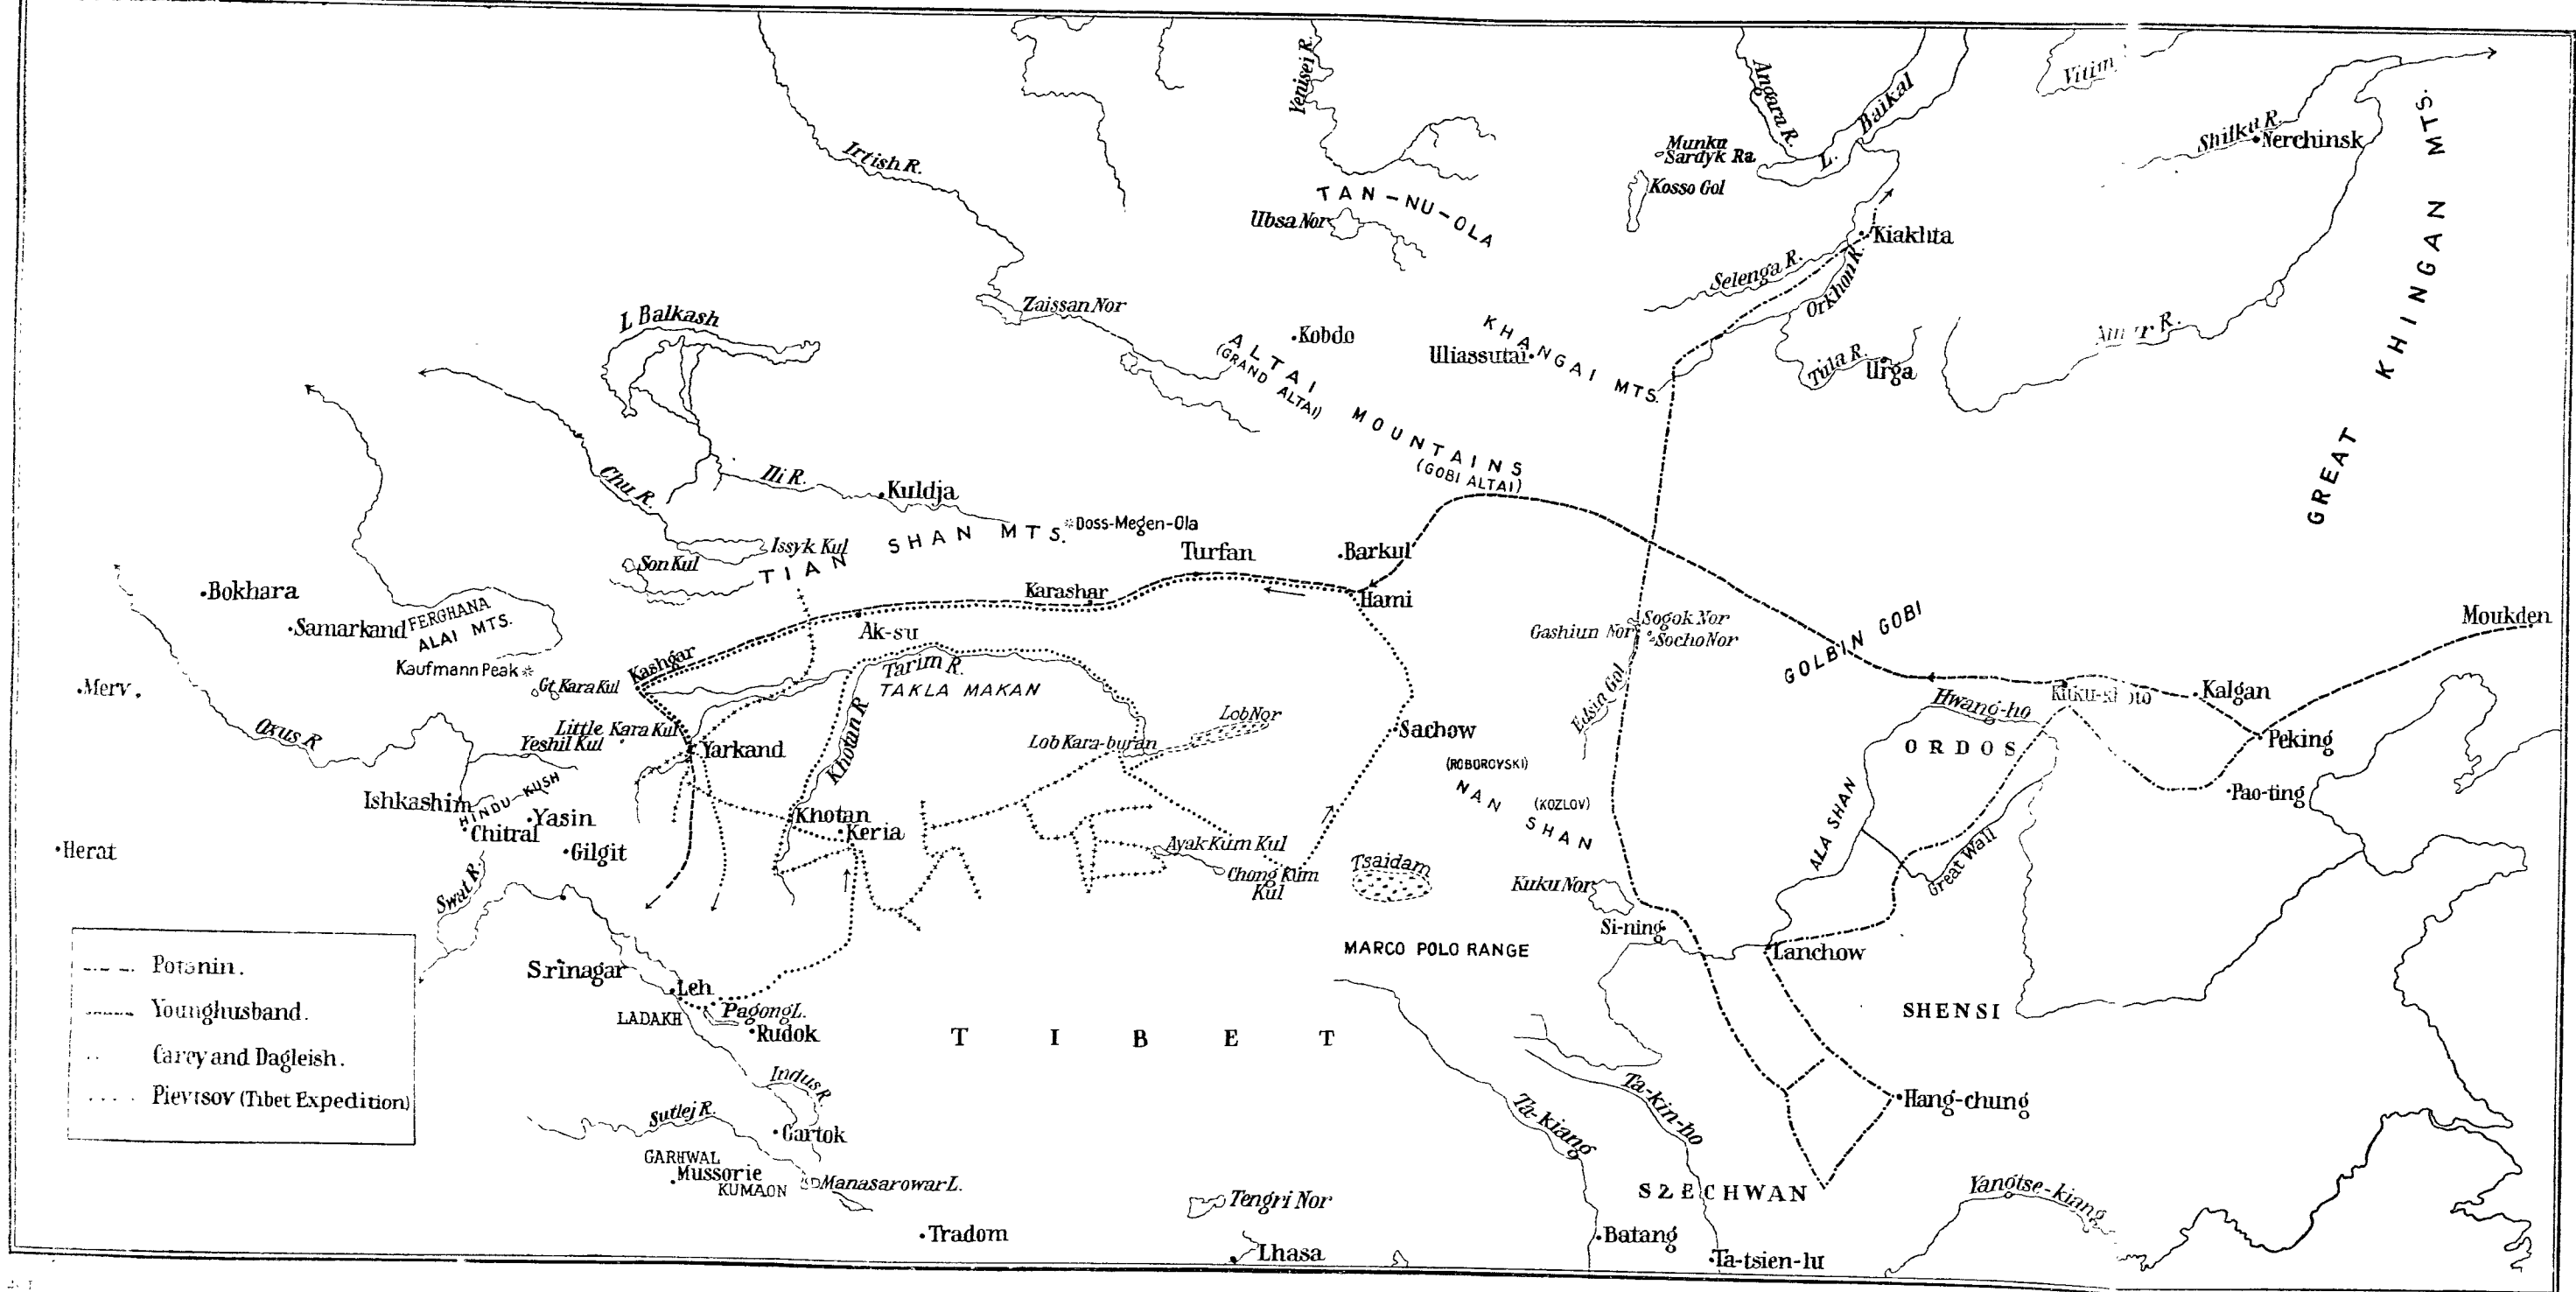 Irtish R.
Yenisei R.
Angara R.
L. Baikal
Vitim
Shilka R.
Nerchinsk
GREAT KHINGAN MTS.
Munku
Sardyk Ra.
Kosso Gol
TAN-NU-OLA
Ubsa Nor
Kiakhta
Selenga R.
Orkhon R.
Zaissan Nor
L Balkash
Kobdo
ALTAI MOUNTAINS
(GRAND ALTAI)
(GOBI ALTAI)
Uliassutai
KHANGAI MTS.
Tula R.
Urga
Amur R.
Chu R.
Ili R.
Kuldja
Doss-Megen-Ola
TIAN SHAN MTS.
Issyk Kul
Son Kul
Turfan
Barkul
Karashar
Hami
Bokhara
Samarkand
FERGHANA
ALAI MTS.
Kaufmann Peak
Kashgar
Ak-su
Sogok Nor
Gashiun Nor
Socho Nor
GOLBIN GOBI
Moukden
Merv
Gt. Kara Kul
Tarim R.
TAKLA MAKAN
Edsin Gol
Hwang-ho
Kalgan
Oxus R
Little Kara Kul
Yeshil Kul
Yarkand
Khotan R
Lob Nor
Lob Kara-buran
Sachow
ORDOS
Peking
(ROBOROVSKI)
NAN SHAN
(KOZLOV)
Ishkashim
HINDU-KUSH
Yasin
Chitral
Khotan
Keria
Pao-ting
Herat
Gilgit
Ayak Kum Kul
Chong Kum
Kul
Tsaidam
Kuku Nor
ALA SHAN
Great Wall
Swat R.
Si-ning
MARCO POLO RANGE
Lanchow
Srinagar
Leh
LADAKH
Pagong L.
Rudok
TIBET
SHENSI
Potanin.
Younghusband.
Carey and Dagleish.
Pievtsov (Tibet Expedition)
Indus R.
Sutlej R.
Gartok
Ta-kiang
Ta-kin-ho
Hang-chung
GARHWAL
Mussorie
KUMAON
Manasarowar L.
SZECHWAN
Yangtse-kiang
Tengri Nor
Tradom
Lhasa
Batang
Ta-tsien-lu